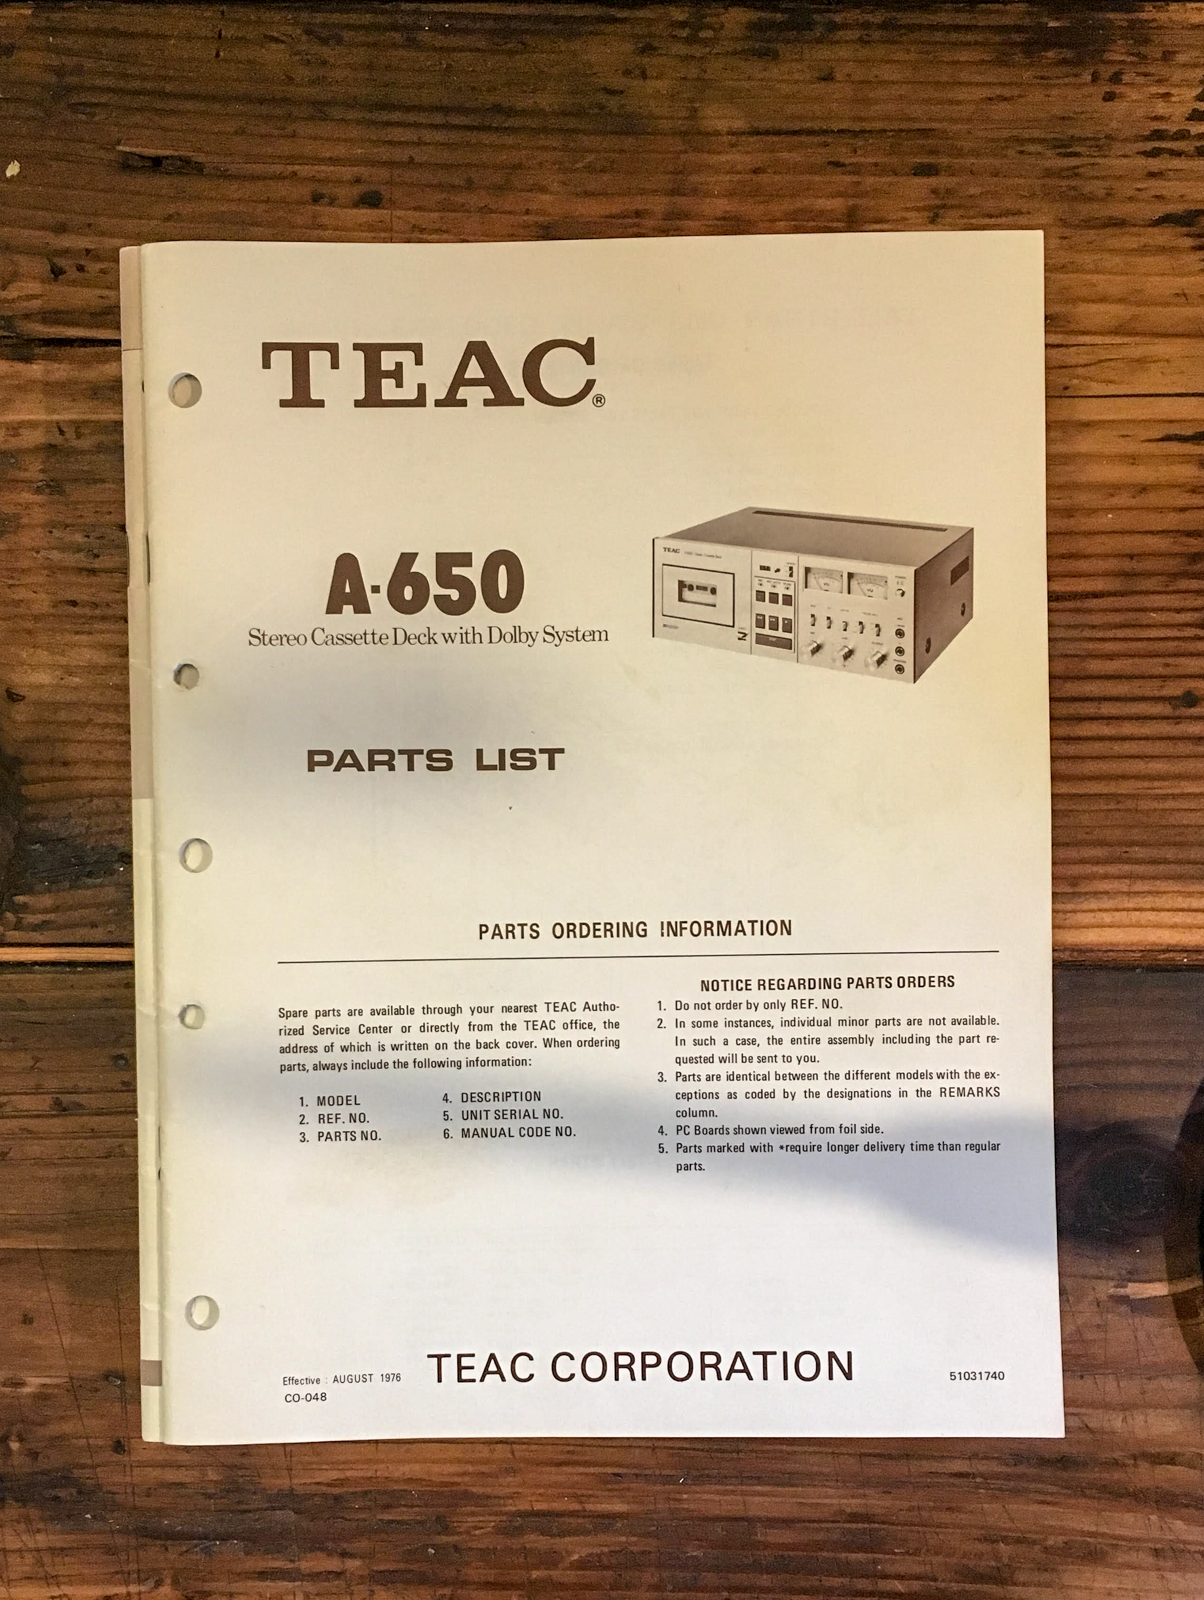 TEAC®
A-650
Stereo Cassette Deck with Dolby System
TEAC
PARTS LIST
PARTS ORDERING INFORMATION
Spare parts are available through your nearest TEAC Autho-
rized Service Center or directly from the TEAC office, the
address of which is written on the back cover. When ordering
parts, always include the following information:
1. MODEL
2. REF. NO.
3. PARTS NO.
4. DESCRIPTION
5. UNIT SERIAL NO.
6. MANUAL CODE NO.
NOTICE REGARDING PARTS ORDERS
1. Do not order by only REF. NO.
2. In some instances, individual minor parts are not available.
In such a case, the entire assembly including the part re-
quested will be sent to you.
3. Parts are identical between the different models with the ex-
ceptions as coded by the designations in the REMARKS
column.
4. PC Boards shown viewed from foil side.
5. Parts marked with *require longer delivery time than regular
parts.
Effective : AUGUST 1976
CO-048
TEAC CORPORATION
51031740